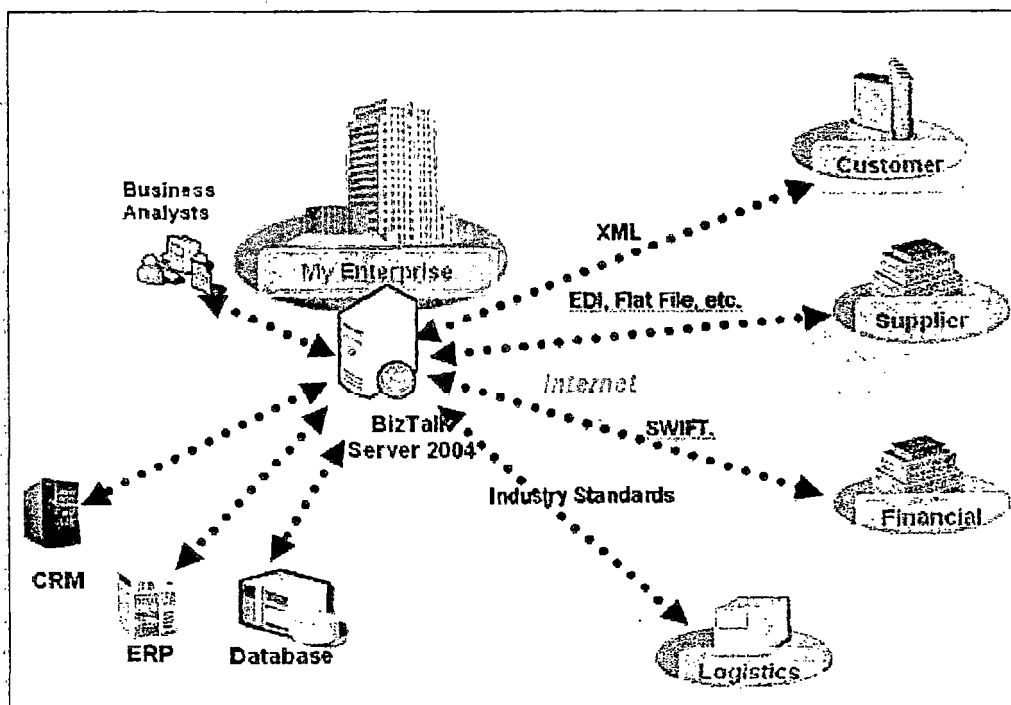 Customer
Business
Analysts
XML
My Enterprise
EDI, Flat File, etc.
Supplier
Internet
BizTalk
Server 2004
SWIFT.
Industry Standards
Financial
CRM
ERP
Database
Logistics